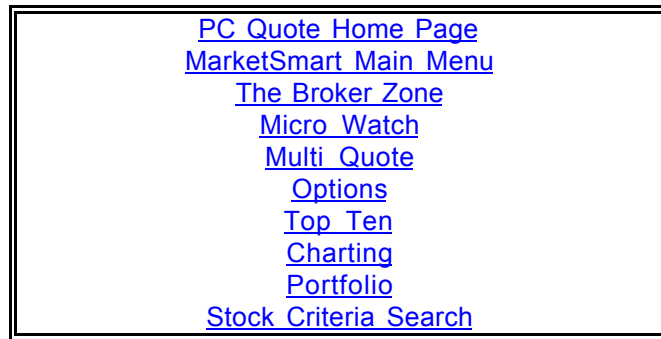 PC Quote Home Page
MarketSmart Main Menu
The Broker Zone
Micro Watch
Multi Quote
Options
Top Ten
Charting
Portfolio
Stock Criteria Search